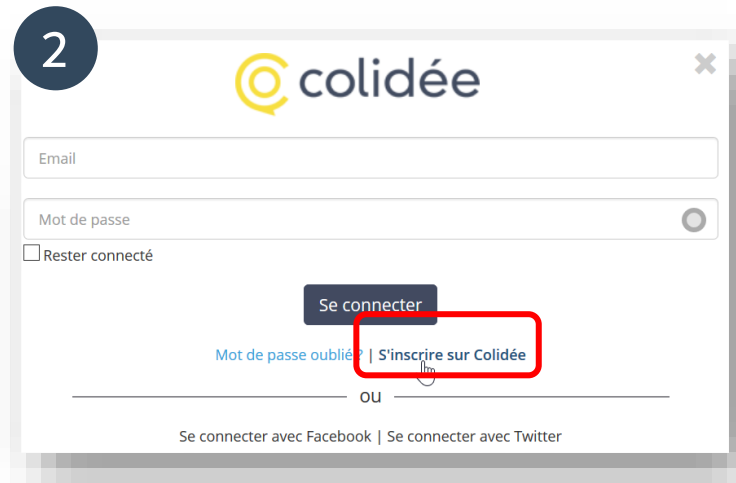 2
colidée
Email
Mot de passe
Rester connecté
Se connecter
Mot de passe oublié ? | S'inscrire sur Colidée
ou
Se connecter avec Facebook | Se connecter avec Twitter